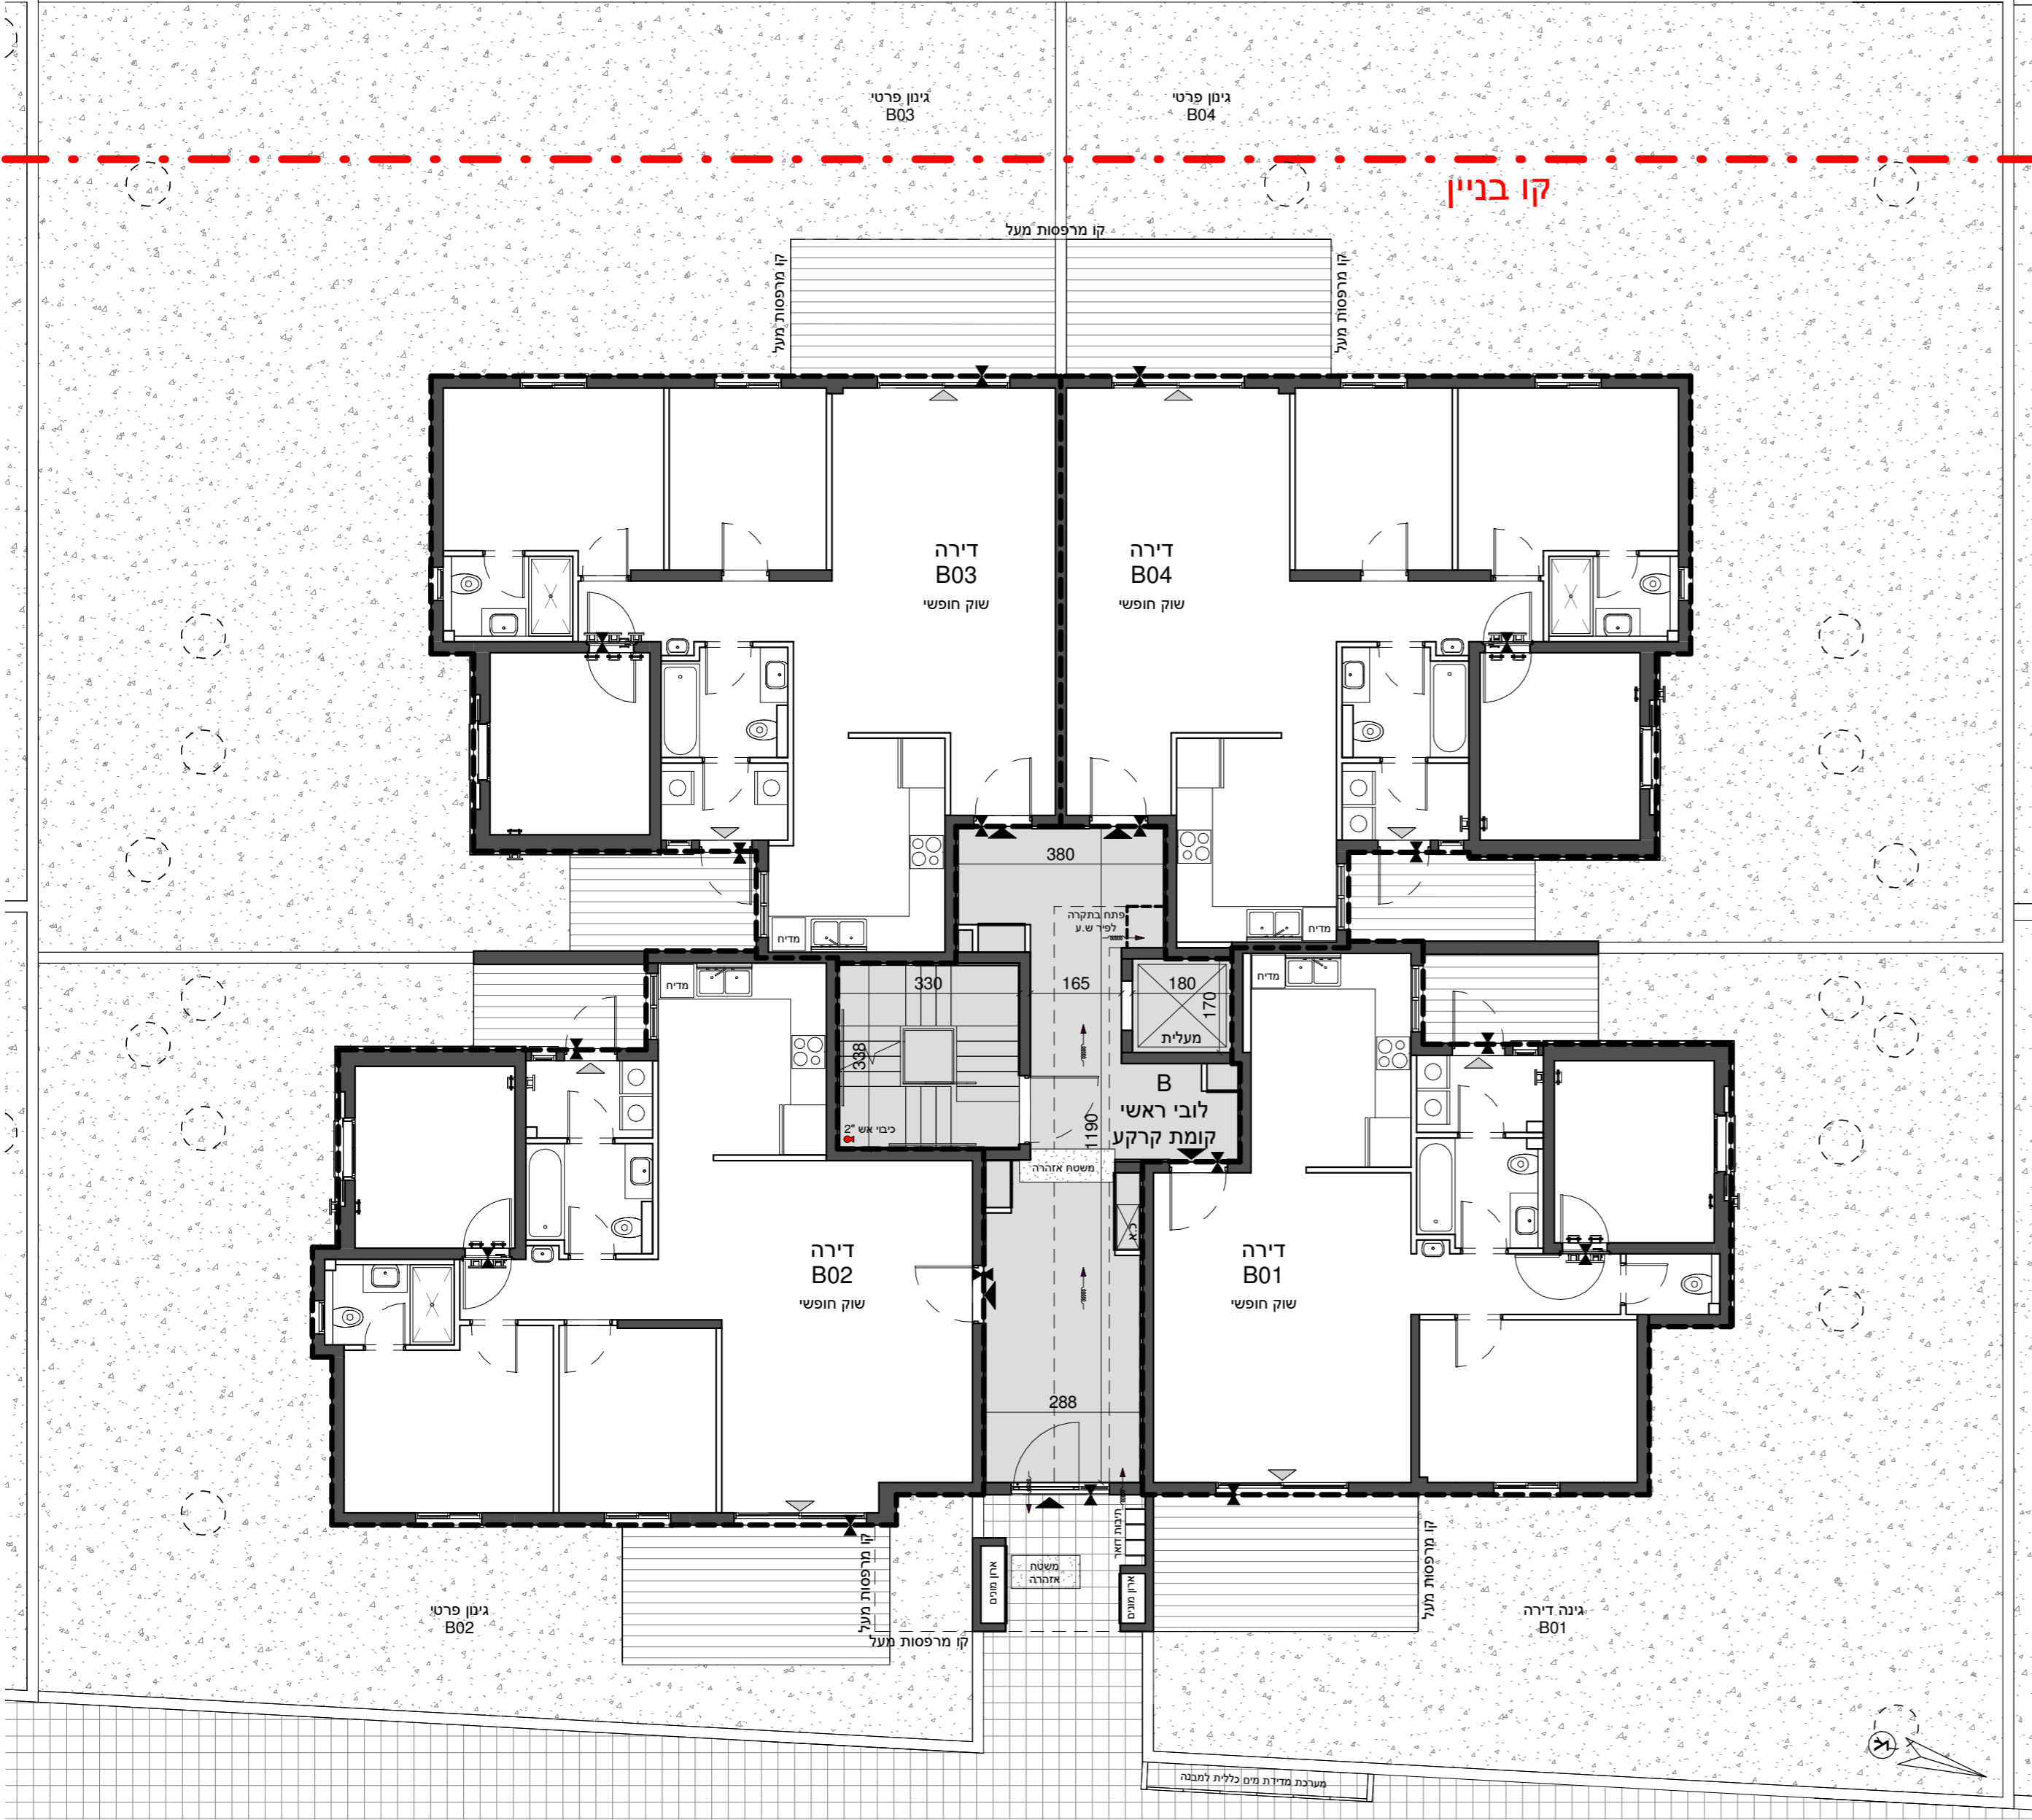 גינון פרטי
B03
גינון פרטי
B04
קו בניין
קו מרפסות מעל
קו מרפסות מעל
קו מרפסות מעל
דירה
B03
שוק חופשי
דירה
B04
שוק חופשי
380
פתח בתקרה
לפיר ש.ע
מדיח
מדיח
מדיח
מדיח
330
165
180
170
מעלית
338
B
לובי ראשי
קומת קרקע
1190
כיבוי אש "2
משטח אזהרה
א.כ
דירה
B02
שוק חופשי
דירה
B01
שוק חופשי
288
תיבות דואר
ארון מונים
משטח
אזהרה
ארון מונים
קו מרפסות מעל
קו מרפסות מעל
קו מרפסות מעל
גינון פרטי
B02
גינה דירה
B01
מערכת מדידת מים כללית למבנה